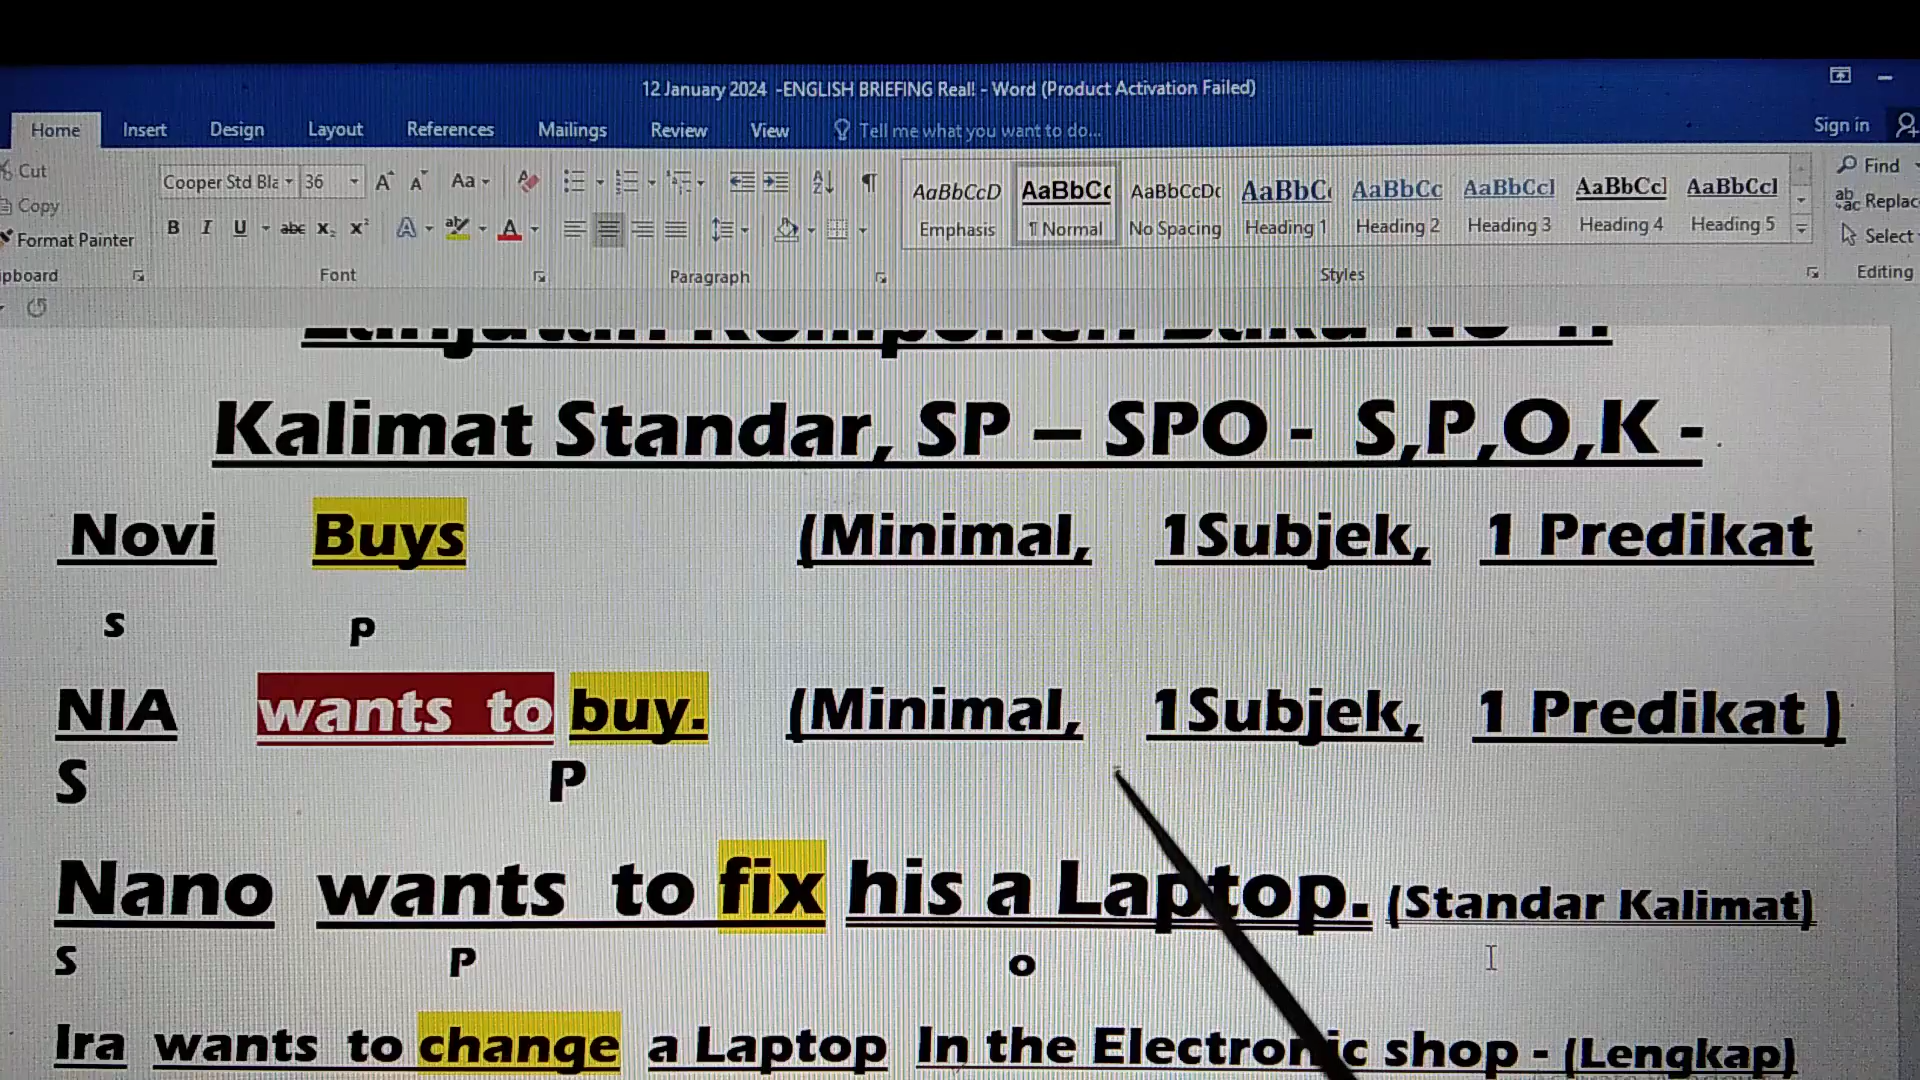 12 January 2024 -ENGLISH BRIEFING Real! - Word (Product Activation Failed)
Home Insert Design Layout References Mailings Review View Tell me what you want to do... Sign in
Cut
Copy
Format Painter
Cooper Std Bla 36 Aa
B I U abc x₂ x² A
AaBbCcD AaBbCc AaBbCcDc AaBbC AaBbCc AaBbCcl AaBbCcl AaBbCcl
Emphasis ¶ Normal No Spacing Heading 1 Heading 2 Heading 3 Heading 4 Heading 5
Find
Replac
Select
pboard Font Paragraph Styles Editing
Kalimat Standar, SP – SPO - S,P,O,K -
Novi Buys (Minimal, 1Subjek, 1 Predikat
s p
NIA wants to buy. (Minimal, 1Subjek, 1 Predikat )
S P
Nano wants to fix his a Laptop. (Standar Kalimat)
S P o
Ira wants to change a Laptop In the Electronic shop - (Lengkap)